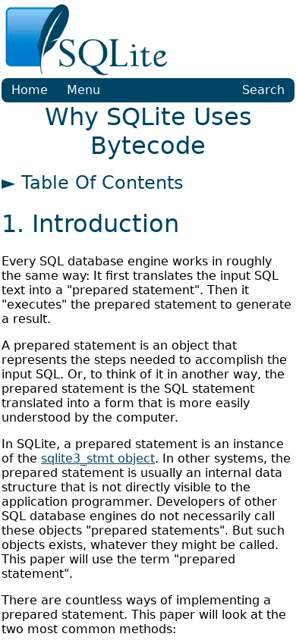 SQLite
Home Menu Search
Why SQLite Uses
Bytecode
► Table Of Contents
1. Introduction
Every SQL database engine works in roughly
the same way: It first translates the input SQL
text into a "prepared statement". Then it
"executes" the prepared statement to generate
a result.
A prepared statement is an object that
represents the steps needed to accomplish the
input SQL. Or, to think of it in another way, the
prepared statement is the SQL statement
translated into a form that is more easily
understood by the computer.
In SQLite, a prepared statement is an instance
of the sqlite3_stmt object. In other systems, the
prepared statement is usually an internal data
structure that is not directly visible to the
application programmer. Developers of other
SQL database engines do not necessarily call
these objects "prepared statements". But such
objects exists, whatever they might be called.
This paper will use the term "prepared
statement".
There are countless ways of implementing a
prepared statement. This paper will look at the
two most common methods: